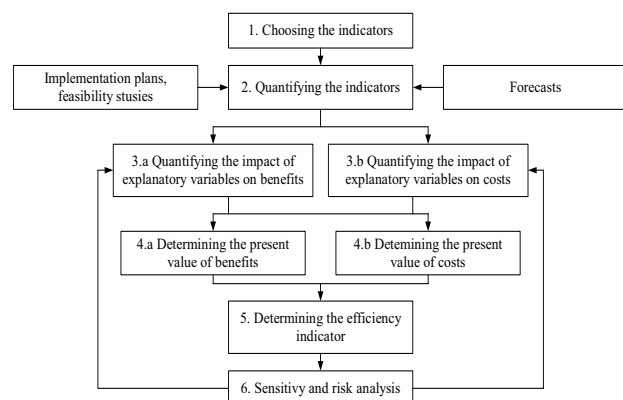 1. Choosing the indicators
Implementation plans,
feasibility stusies
2. Quantifying the indicators
Forecasts
3.a Quantifying the impact of
explanatory variables on benefits
3.b Quantifying the impact of
explanatory variables on costs
4.a Determining the present
value of benefits
4.b Detemining the present
value of costs
5. Determining the efficiency
indicator
6. Sensitivy and risk analysis